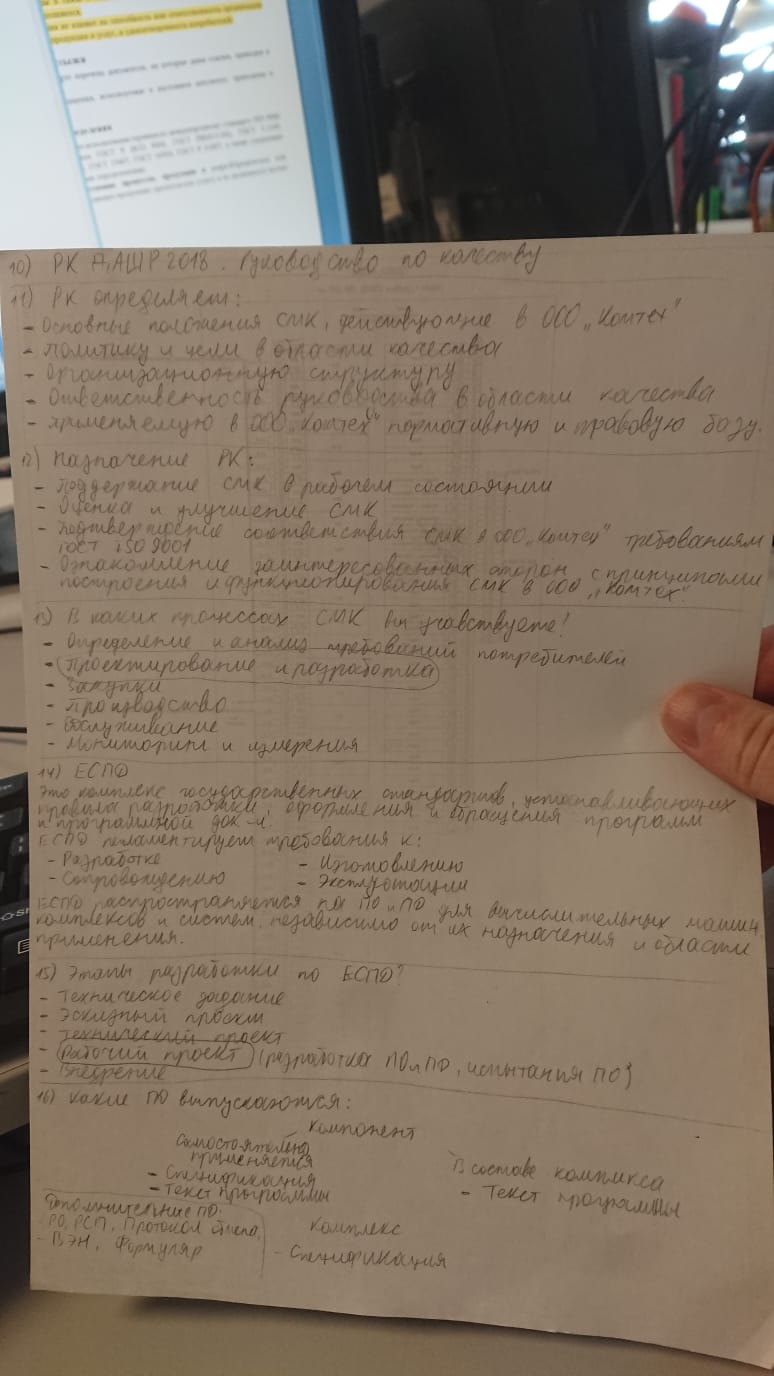 10) РК ДАШР 2018. Руководство по качеству
11) РК определяет:
- Основные положения СМК, действующие в ООО „Комтех"
- Политику и цели в области качества
- Организационную структуру
- Ответственность руководства в области качества
- Применяемую в ООО „Комтех" нормативную и правовую базу.
12) Назначение РК:
- Поддержание СМК в рабочем состоянии
- Оценка и улучшение СМК
- Подтверждение соответствия СМК в ООО „Комтех" требованиям
ГОСТ ISO 9001
- Ознакомление заинтересованных сторон с принципами
построения и функционирования СМК в ООО „Комтех".
13) В каких процессах СМК вы учавствуете!
- Определение и анализ требований потребителей
- Проектирование и разработка
- Закупки
- Производство
- Обслуживание
- Мониторинг и измерения
14) ЕСПД
Это комплекс государственных стандартов, устанавливающих
правила разработки, оформления и обращения программ
и программной док-и.
ЕСПД регламентирует требования к:
- Разработке
- Изготовлению
- Сопровождению
- Эксплуотации
ЕСПД распространяется на ПО и ПД для вычислительных машин,
комплексов и систем, независимо от их назначения и области
применения.
15) Этапы разработки по ЕСПД?
- Техническое задание
- Эскизный проект
- Технический проект
- Рабочий проект (разработка ПО и ПД, испытания ПО}
- Внедрение
16) Какие ПД выпускаются:
Компонент
Самостоятельно
применяется
- Спецификация
- Текст программы
В составе комплкса
- Текст программы
Дополнительные ПД:
- РО, РСП, Протокол
- ВЭН, Формуляр
Комплекс
- Спецификация